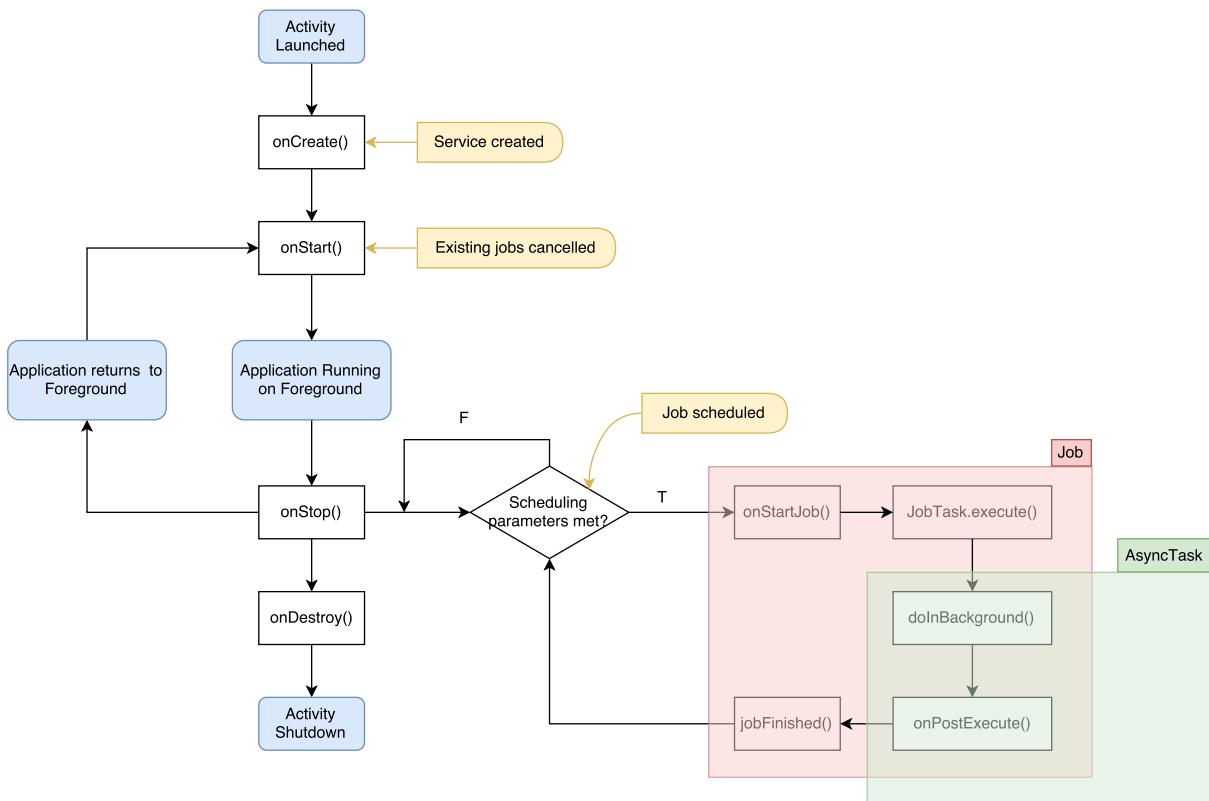 Activity
Launched
onCreate()
Service created
onStart()
Existing jobs cancelled
Application returns to
Foreground
Application Running
on Foreground
Job scheduled
F
Job
onStop()
Scheduling
parameters met?
T
onStartJob()
JobTask.execute()
AsyncTask
onDestroy()
doInBackground()
Activity
Shutdown
jobFinished()
onPostExecute()